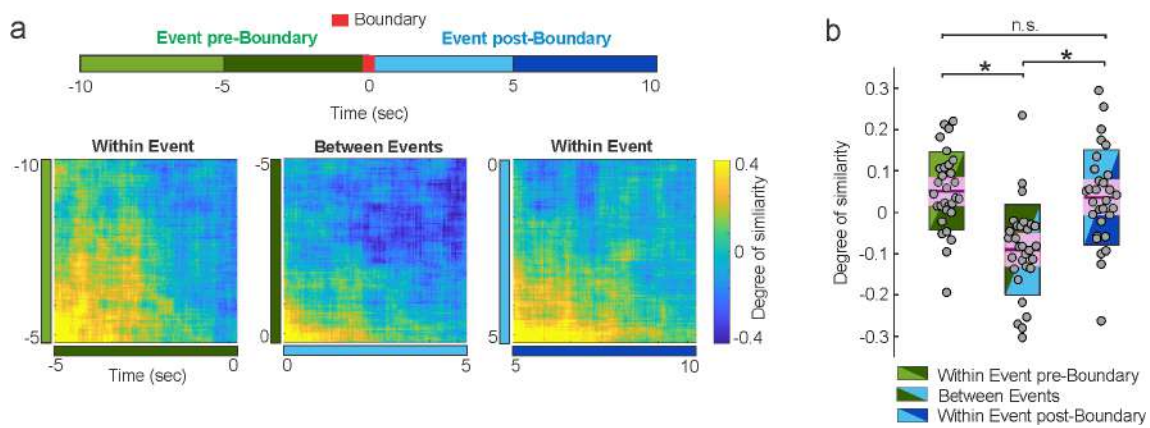 a
Boundary
Event pre-Boundary
Event post-Boundary
-10 -5 0 5 10
Time (sec)
Within Event
Between Events
Within Event
-10
-5
-5 0
Time (sec)
-5
0
0 5
0
5
5 10
0.4
0
-0.4
Degree of similiarity
b
n.s.
* *
0.3
0.2
0.1
0
-0.1
-0.2
-0.3
Degree of similarity
Within Event pre-Boundary
Between Events
Within Event post-Boundary